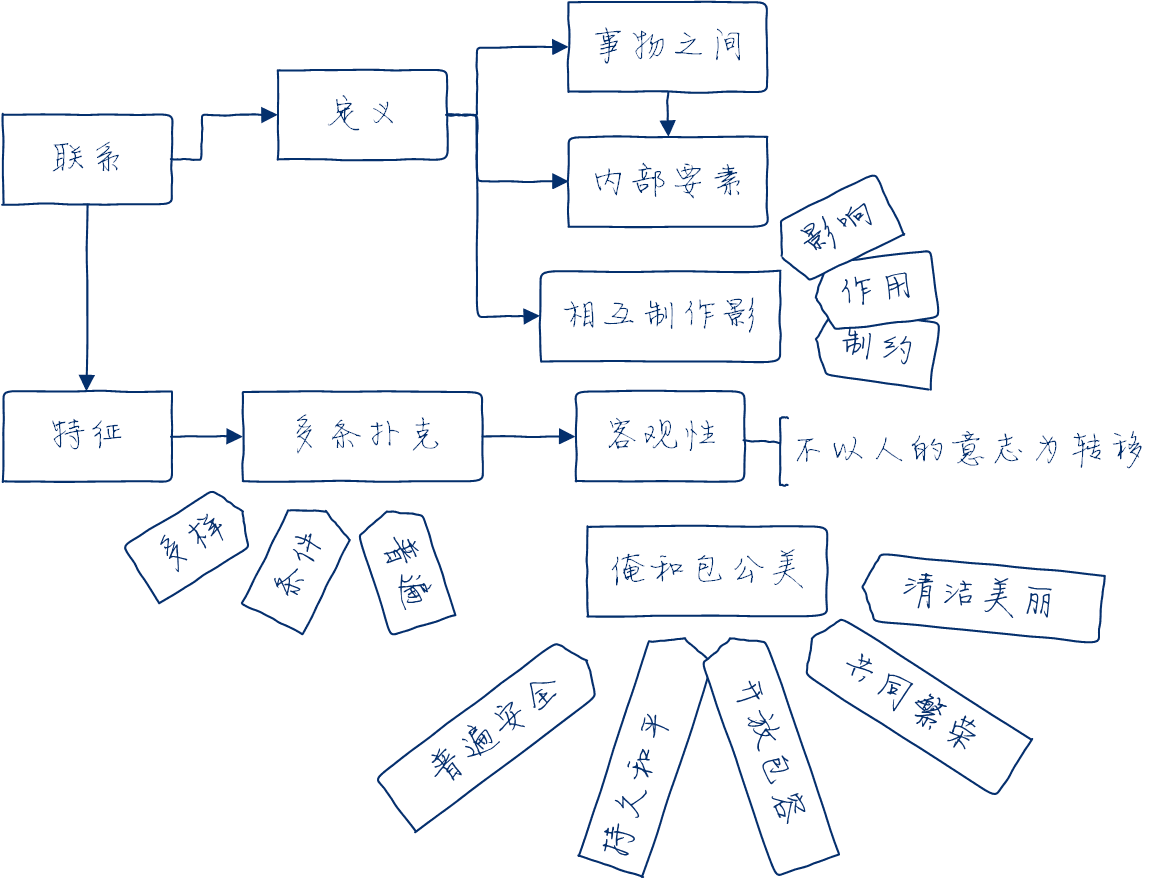 事物之间
定义
联系
内部要素
影响
作用
相互制作影
制约
特征
多条扑克
客观性
不以人的意志为转移
多样
条件
普遍
俺和包公美
清洁美丽
共同繁荣
普遍安全
持久和平
开放包容